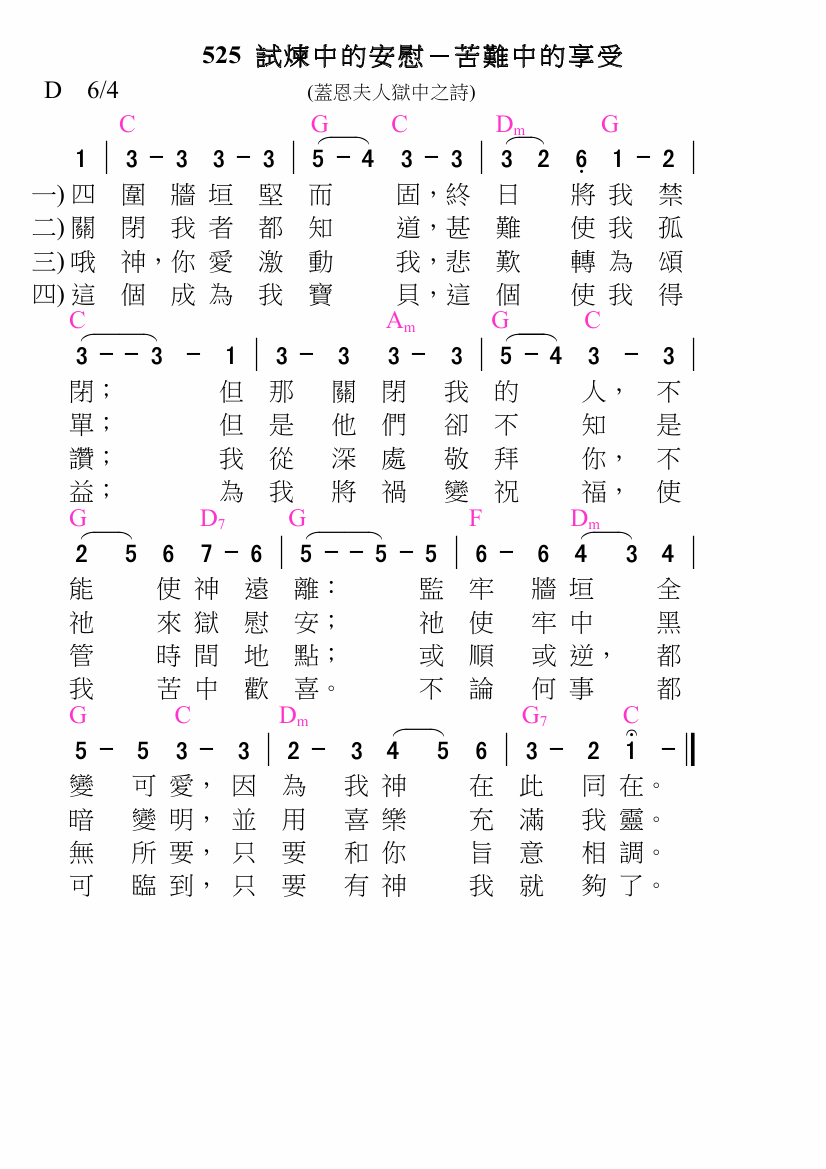 525 試煉中的安慰－苦難中的享受
D 6/4 (蓋恩夫人獄中之詩)
C G C Dm G
1 | 3 - 3 3 - 3 | 5 - 4 3 - 3 | 3 2 6 1 - 2 |
一) 四 圍 牆 垣 堅 而 固，終 日 將 我 禁
二) 關 閉 我 者 都 知 道，甚 難 使 我 孤
三) 哦 神，你 愛 激 動 我，悲 歎 轉 為 頌
四) 這 個 成 為 我 寶 貝，這 個 使 我 得
C Am G C
3 - - 3 - 1 | 3 - 3 3 - 3 | 5 - 4 3 - 3 |
閉； 但 那 關 閉 我 的 人， 不
單； 但 是 他 們 卻 不 知 是
讚； 我 從 深 處 敬 拜 你， 不
益； 為 我 將 禍 變 祝 福， 使
G D7 G F Dm
2 5 6 7 - 6 | 5 - - 5 - 5 | 6 - 6 4 3 4 |
能 使 神 遠 離： 監 牢 牆 垣 全
祂 來 獄 慰 安； 祂 使 牢 中 黑
管 時 間 地 點； 或 順 或 逆， 都
我 苦 中 歡 喜。 不 論 何 事 都
G C Dm G7 C
5 - 5 3 - 3 | 2 - 3 4 5 6 | 3 - 2 1 - ‖
變 可 愛， 因 為 我 神 在 此 同 在。
暗 變 明， 並 用 喜 樂 充 滿 我 靈。
無 所 要， 只 要 和 你 旨 意 相 調。
可 臨 到， 只 要 有 神 我 就 夠 了。